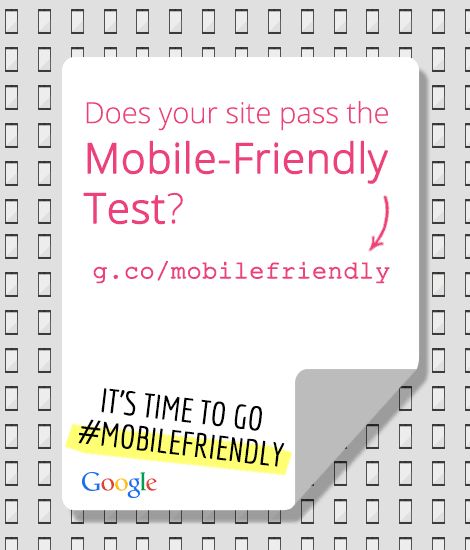 Does your site pass the
Mobile-Friendly
Test?
g.co/mobilefriendly
IT'S TIME TO GO
#MOBILEFRIENDLY
Google